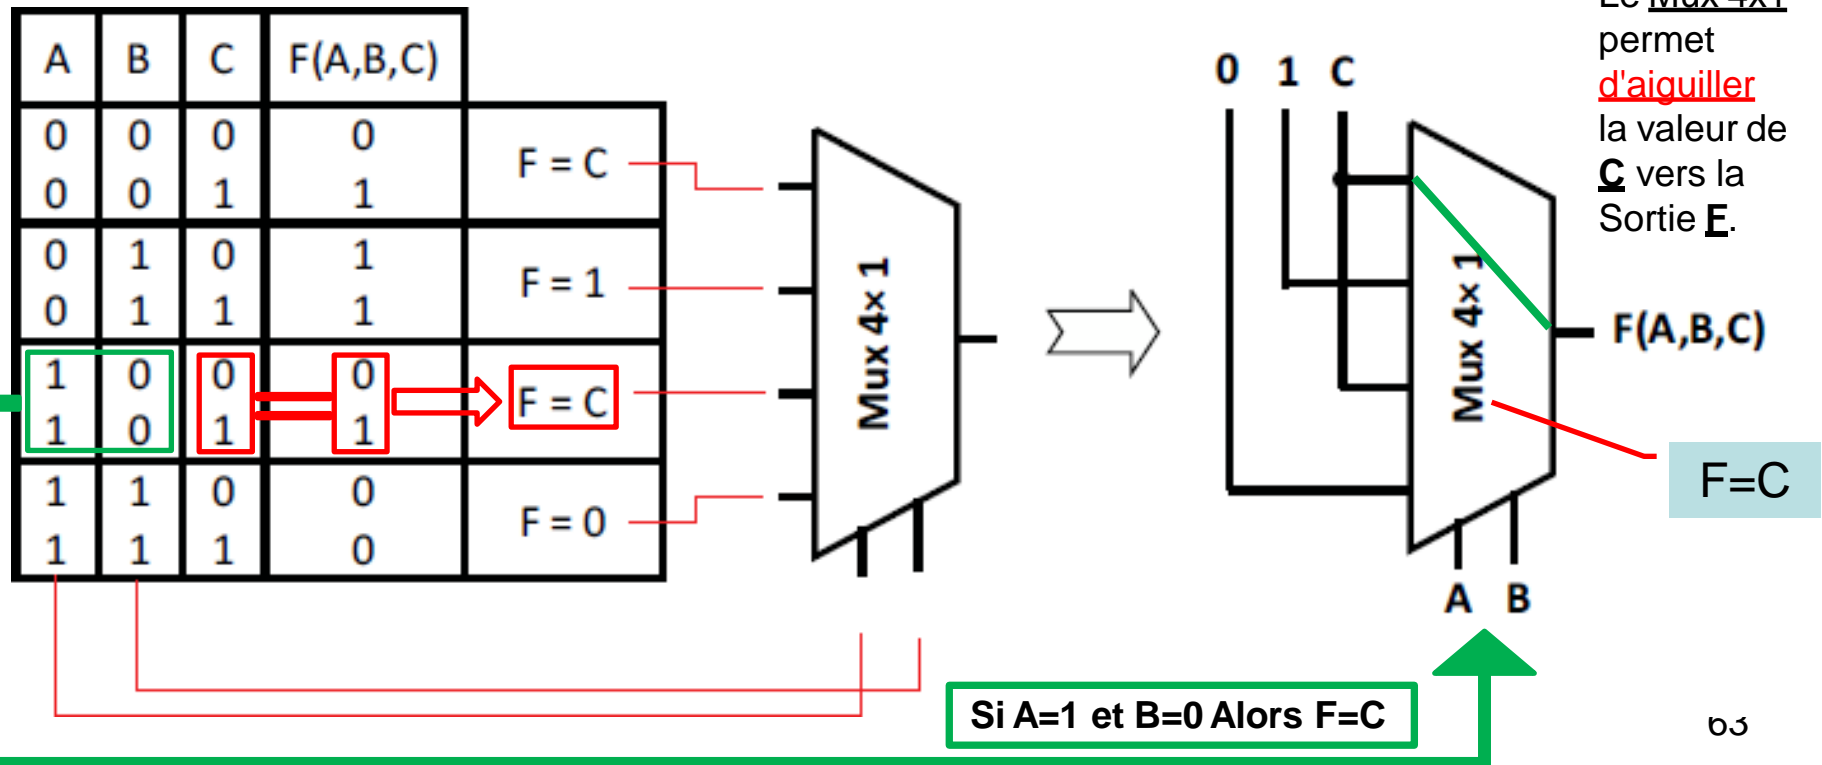 A B C F(A,B,C)
0 0 0 0
0 0 1 1
F = C
0 1 0 1
0 1 1 1
F = 1
1 0 0 0
1 0 1 1
F = C
1 1 0 0
1 1 1 0
F = 0
Mux 4× 1
0 1 C
Mux 4× 1
A B
F(A,B,C)
Le Mux 4x1
permet
d'aiguiller
la valeur de
C vers la
Sortie F.
F=C
Si A=1 et B=0 Alors F=C
63